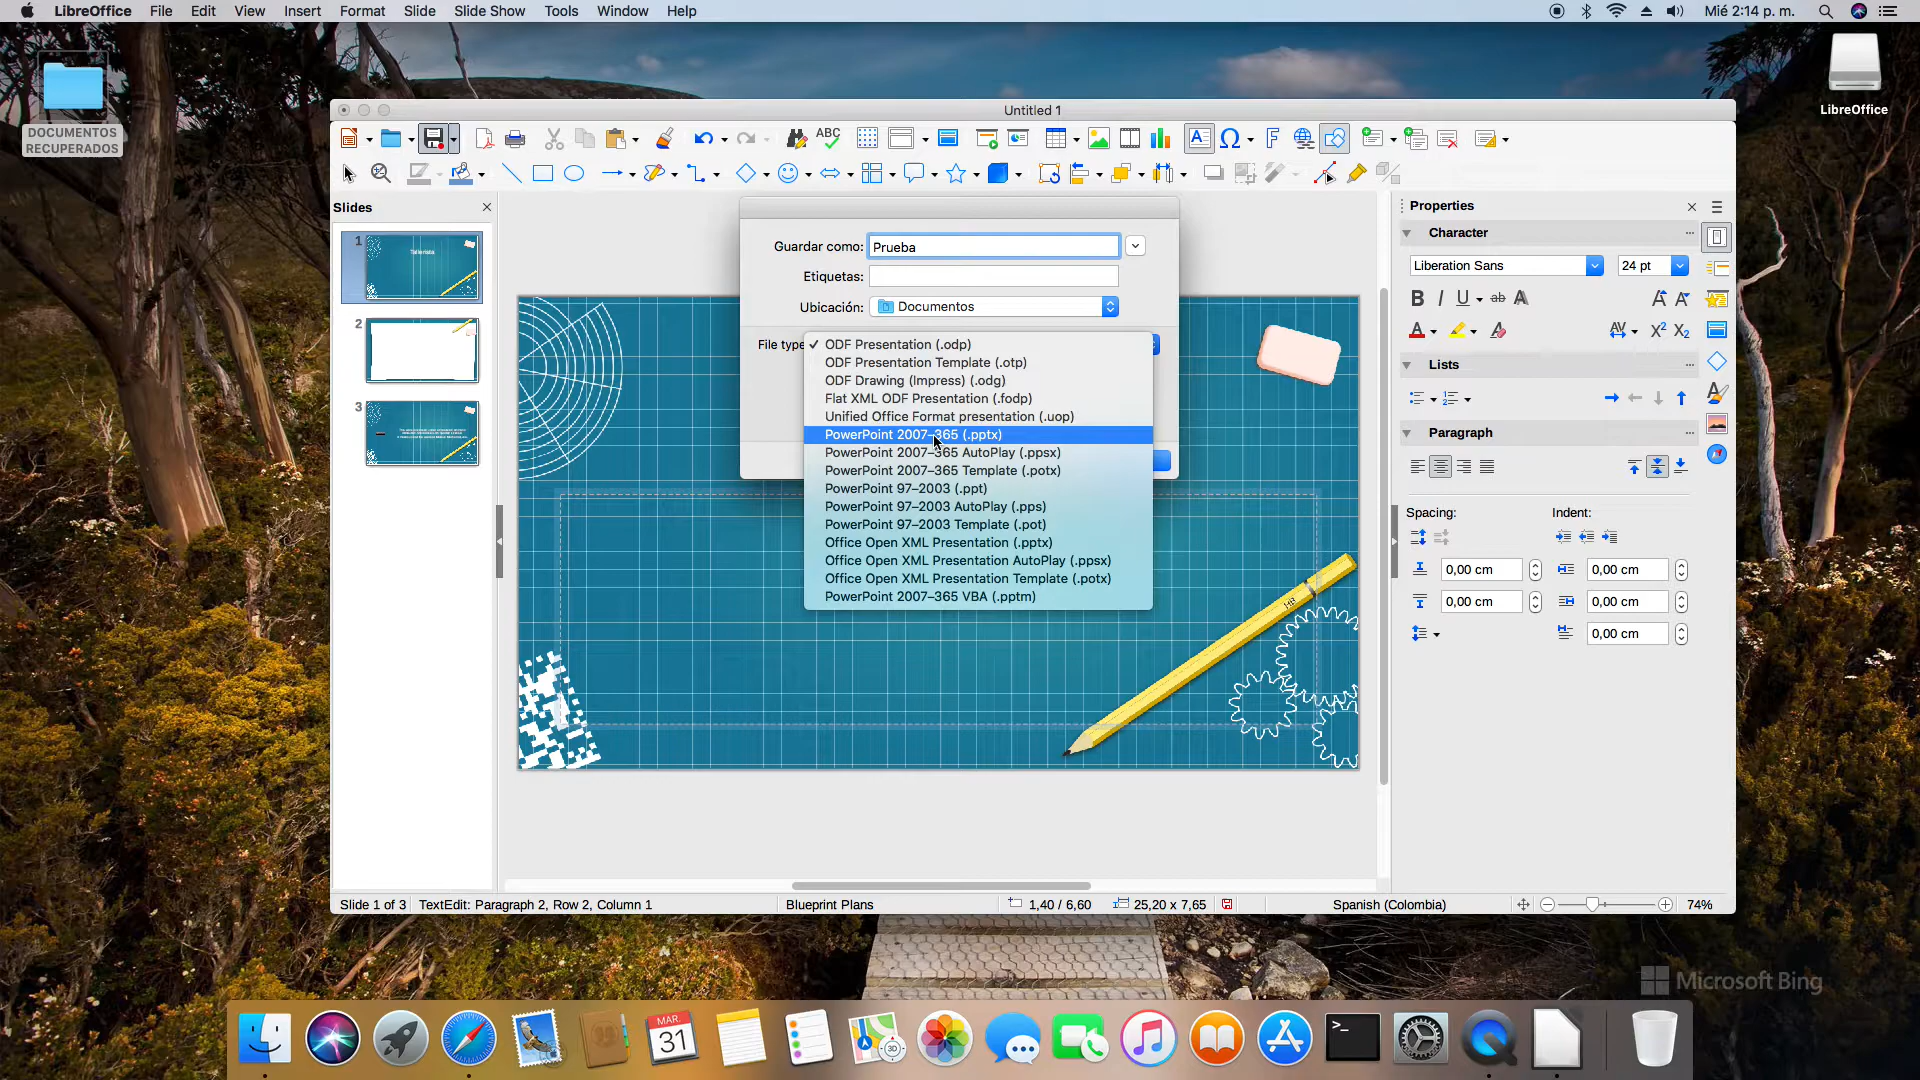 LibreOffice File Edit View Insert Format Slide Slide Show Tools Window Help Mié 2:14 p. m.
DOCUMENTOS
RECUPERADOS
LibreOffice
Untitled 1
ABC
Slides
1
2
3
Guardar como: Prueba
Etiquetas:
Ubicación: Documentos
File type
✓ ODF Presentation (.odp)
ODF Presentation Template (.otp)
ODF Drawing (Impress) (.odg)
Flat XML ODF Presentation (.fodp)
Unified Office Format presentation (.uop)
PowerPoint 2007–365 (.pptx)
PowerPoint 2007–365 AutoPlay (.ppsx)
PowerPoint 2007–365 Template (.potx)
PowerPoint 97–2003 (.ppt)
PowerPoint 97–2003 AutoPlay (.pps)
PowerPoint 97–2003 Template (.pot)
Office Open XML Presentation (.pptx)
Office Open XML Presentation AutoPlay (.ppsx)
Office Open XML Presentation Template (.potx)
PowerPoint 2007–365 VBA (.pptm)
HB
Properties
Character
Liberation Sans 24 pt
Lists
Paragraph
Spacing: Indent:
0,00 cm 0,00 cm
0,00 cm 0,00 cm
0,00 cm
Slide 1 of 3 TextEdit: Paragraph 2, Row 2, Column 1 Blueprint Plans 1,40 / 6,60 25,20 x 7,65 Spanish (Colombia) 74%
Microsoft Bing
MAR.
31
3D